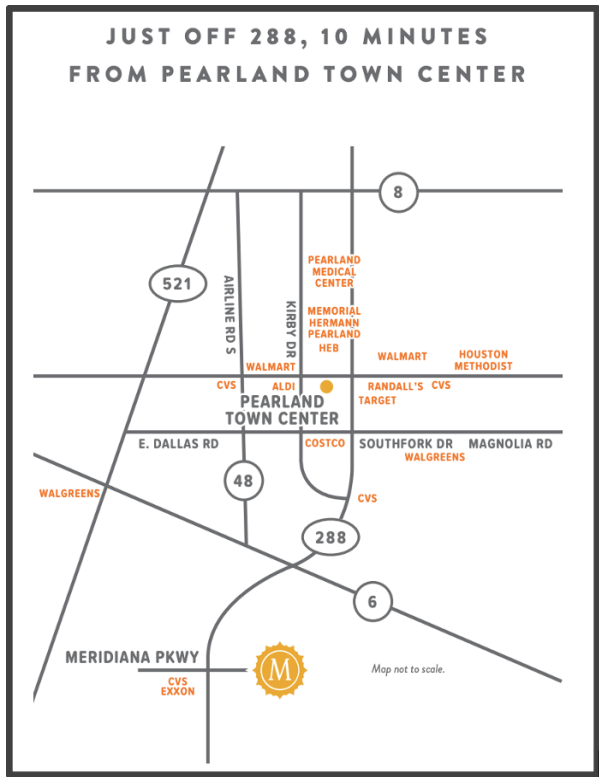 JUST OFF 288, 10 MINUTES
FROM PEARLAND TOWN CENTER
8
PEARLAND
MEDICAL
CENTER
521
AIRLINE RD S
KIRBY DR
MEMORIAL
HERMANN
PEARLAND
HEB
WALMART
HOUSTON
METHODIST
WALMART
CVS
ALDI
RANDALL'S
CVS
PEARLAND
TOWN CENTER
TARGET
E. DALLAS RD
COSTCO
SOUTHFORK DR
MAGNOLIA RD
WALGREENS
48
WALGREENS
CVS
288
6
MERIDIANA PKWY
M
Map not to scale.
CVS
EXXON